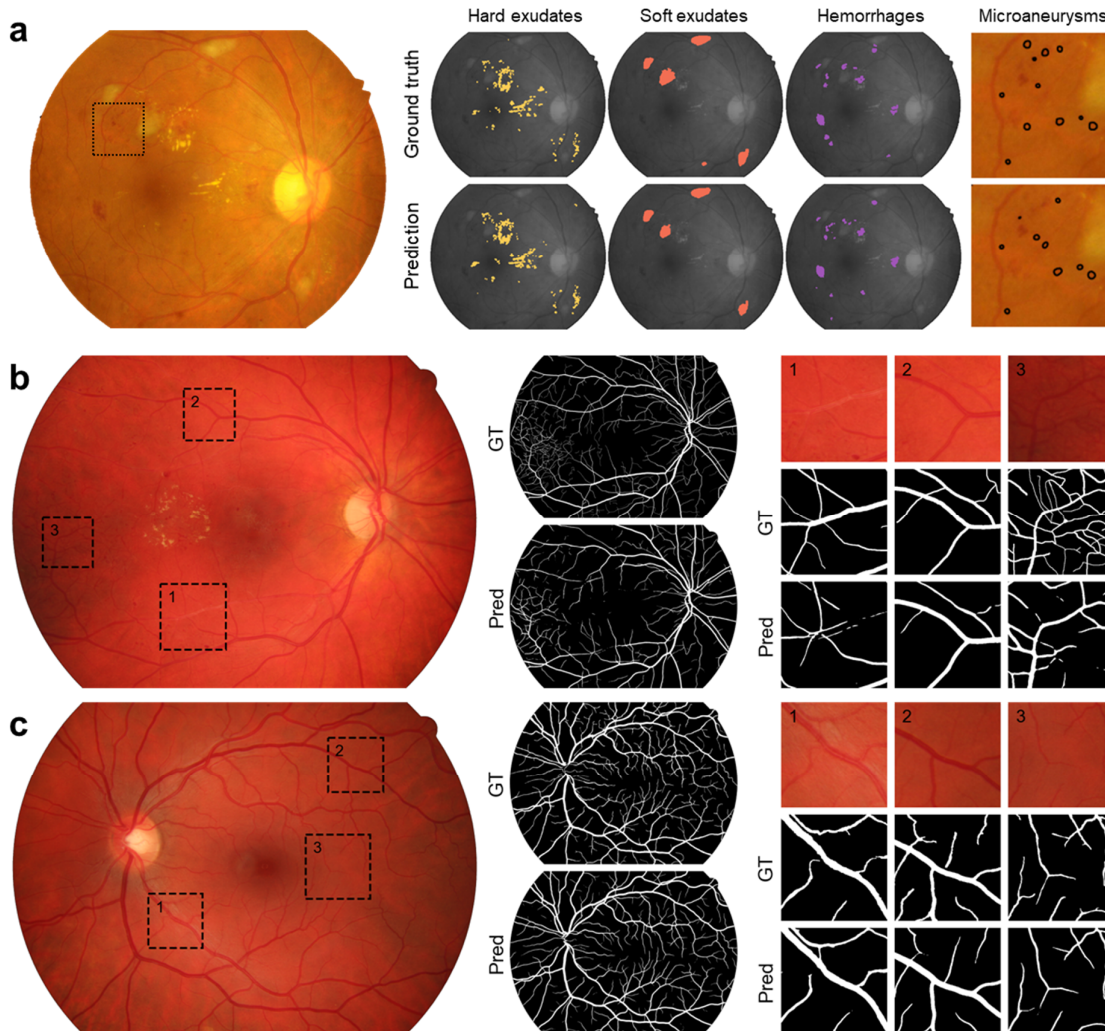 a
Hard exudates
Soft exudates
Hemorrhages
Microaneurysms
Ground truth
Prediction
b
2
3
1
GT
Pred
1
2
3
GT
Pred
c
2
3
1
GT
Pred
1
2
3
GT
Pred